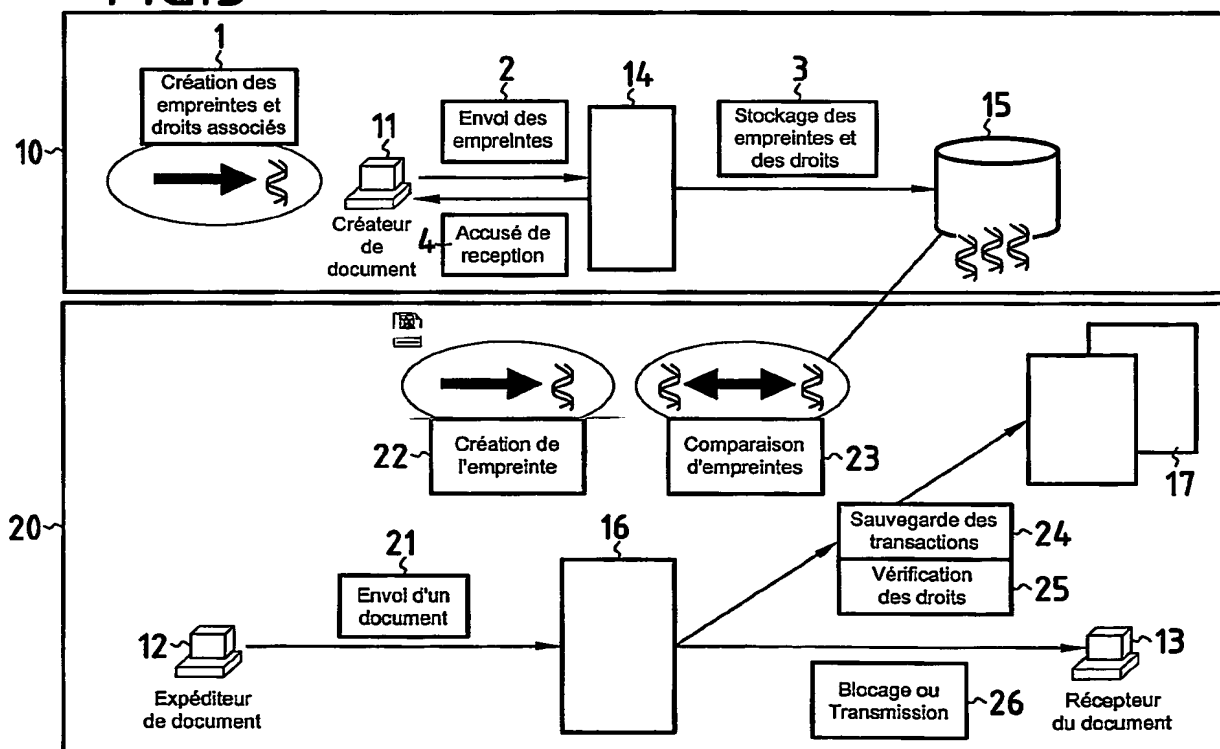 1
Création des
empreintes et
droits associés
2
Envoi des
empreintes
14
3
Stockage des
empreintes et
des droits
15
10
11
Créateur
de
document
4
Accusé de
reception
22
Création de
l'empreinte
Comparaison
d'empreintes
23
17
20
21
Envoi d'un
document
16
Sauvegarde des
transactions
24
Vérification
des droits
25
12
Expéditeur
de document
Blocage ou
Transmission
26
13
Récepteur
du document